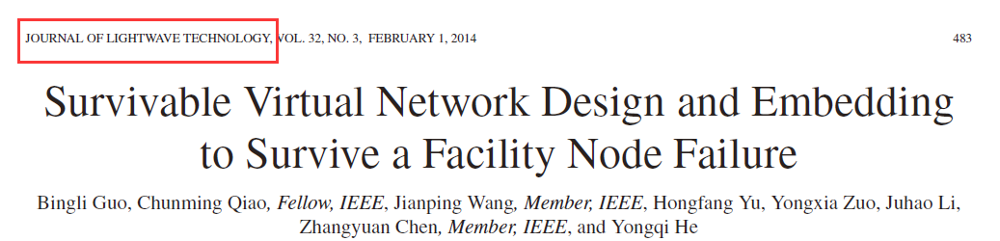 JOURNAL OF LIGHTWAVE TECHNOLOGY, VOL. 32, NO. 3, FEBRUARY 1, 2014 483
Survivable Virtual Network Design and Embedding
to Survive a Facility Node Failure
Bingli Guo, Chunming Qiao, Fellow, IEEE, Jianping Wang, Member, IEEE, Hongfang Yu, Yongxia Zuo, Juhao Li,
Zhangyuan Chen, Member, IEEE, and Yongqi He